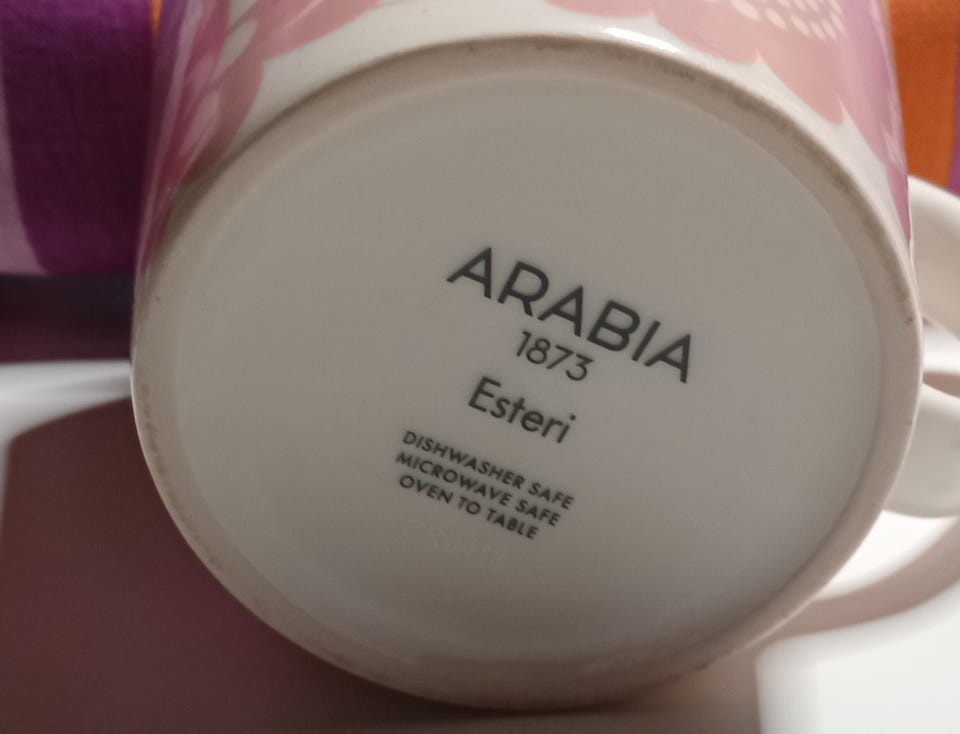 ARABIA
1873
Esteri
DISHWASHER SAFE
MICROWAVE SAFE
OVEN TO TABLE